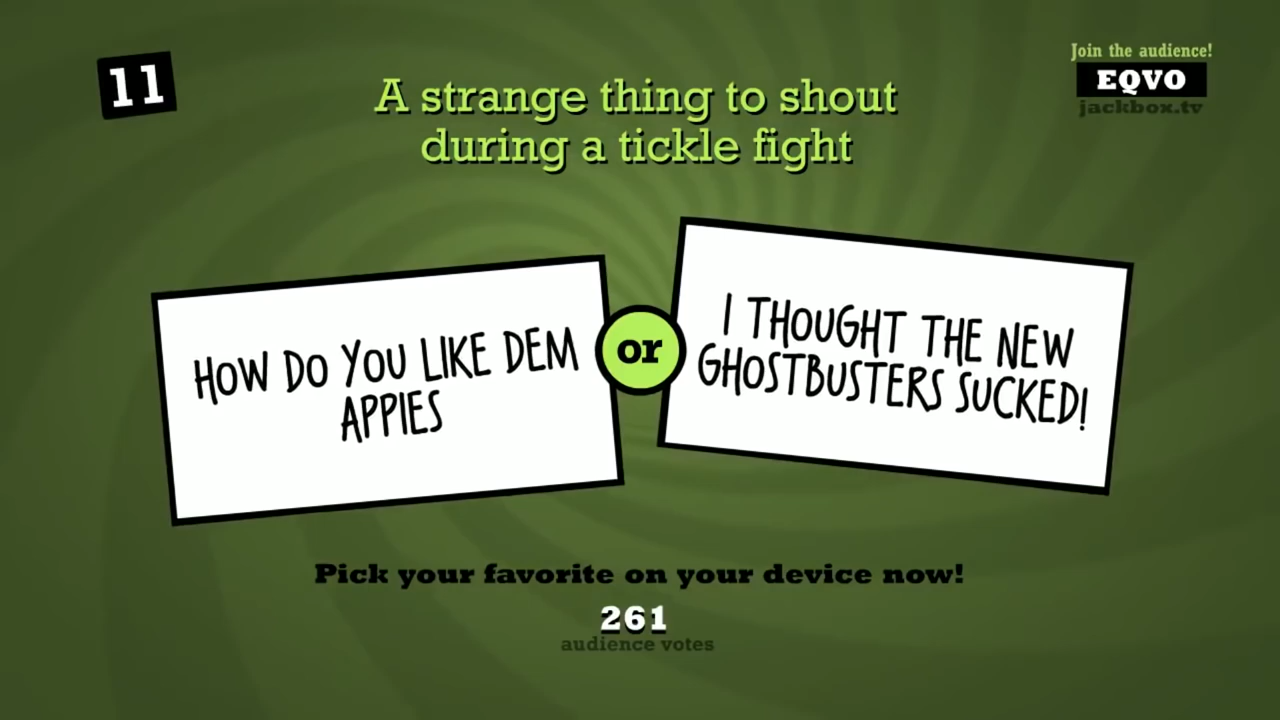 11
A strange thing to shout
during a tickle fight
Join the audience!
EQVO
jackbox.tv
HOW DO YOU LIKE DEM
APPIES
or
I THOUGHT THE NEW
GHOSTBUSTERS SUCKED!
Pick your favorite on your device now!
261
audience votes